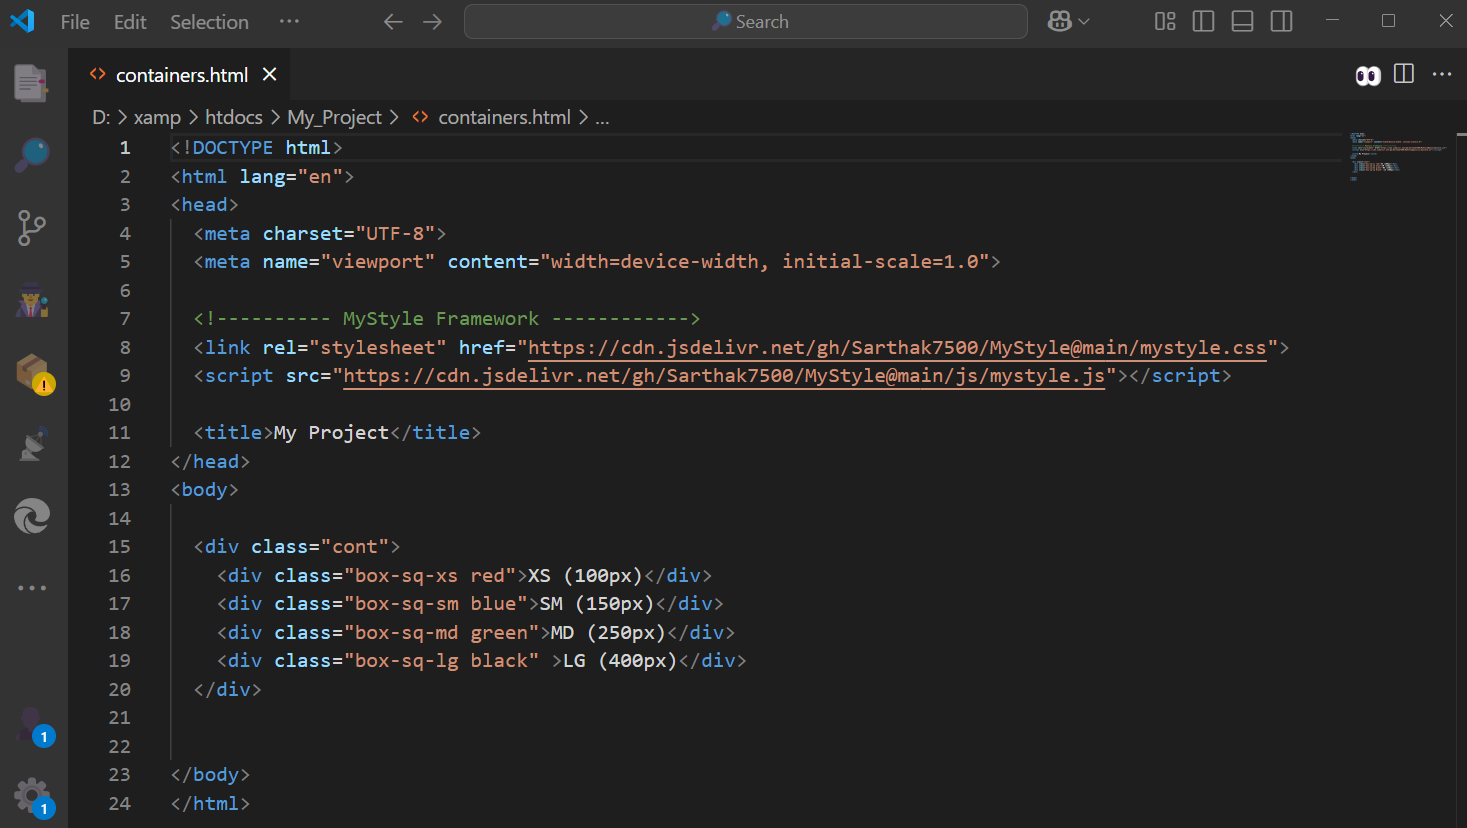 File Edit Selection ··· Search
containers.html
D: > xamp > htdocs > My_Project > containers.html > ...
1 <!DOCTYPE html>
2 <html lang="en">
3 <head>
4 <meta charset="UTF-8">
5 <meta name="viewport" content="width=device-width, initial-scale=1.0">
6
7 <!---------- MyStyle Framework ------------>
8 <link rel="stylesheet" href="https://cdn.jsdelivr.net/gh/Sarthak7500/MyStyle@main/mystyle.css">
9 <script src="https://cdn.jsdelivr.net/gh/Sarthak7500/MyStyle@main/js/mystyle.js"></script>
10
11 <title>My Project</title>
12 </head>
13 <body>
14
15 <div class="cont">
16 <div class="box-sq-xs red">XS (100px)</div>
17 <div class="box-sq-sm blue">SM (150px)</div>
18 <div class="box-sq-md green">MD (250px)</div>
19 <div class="box-sq-lg black" >LG (400px)</div>
20 </div>
21
22
23 </body>
24 </html>
1
1